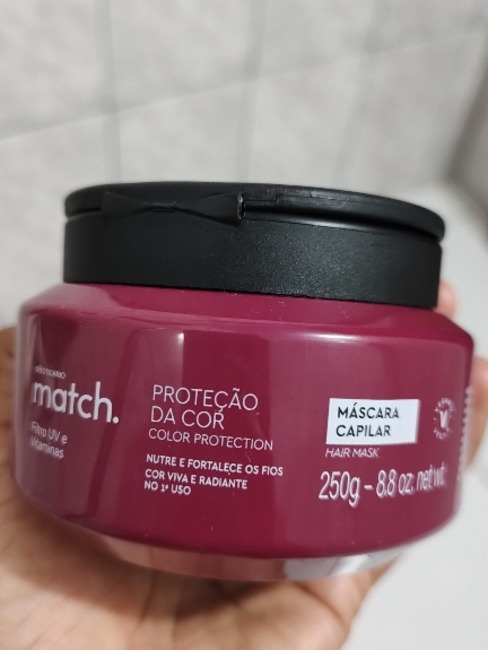 match.
Filtro UV e
Vitaminas
PROTEÇÃO
DA COR
COLOR PROTECTION
NUTRE E FORTALECE OS FIOS
COR VIVA E RADIANTE
NO 1º USO
MÁSCARA
CAPILAR
HAIR MASK
250g - 8.8 oz. net wt.